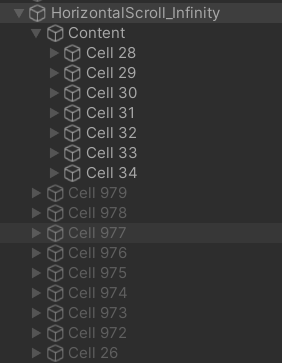 HorizontalScroll_Infinity
Content
Cell 28
Cell 29
Cell 30
Cell 31
Cell 32
Cell 33
Cell 34
Cell 979
Cell 978
Cell 977
Cell 976
Cell 975
Cell 974
Cell 973
Cell 972
Cell 26